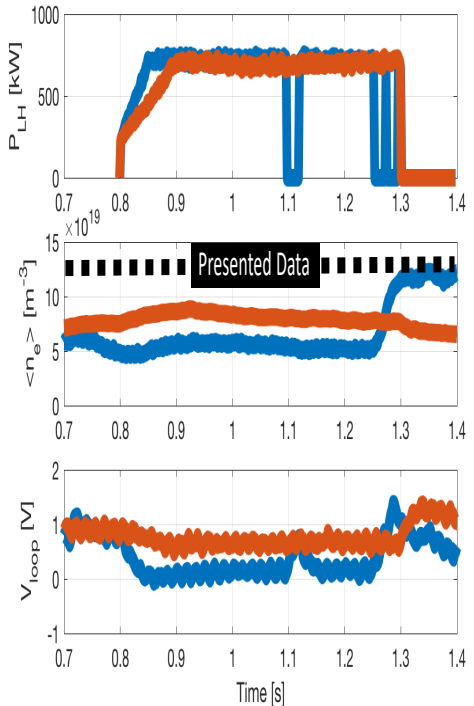 1000
500
0
P_LH [kW]
0.7 0.8 0.9 1 1.1 1.2 1.3 1.4
×10^19
15
10
5
0
<n_e> [m^-3]
Presented Data
0.7 0.8 0.9 1 1.1 1.2 1.3 1.4
2
1
0
-1
V_loop [V]
0.7 0.8 0.9 1 1.1 1.2 1.3 1.4
Time [s]